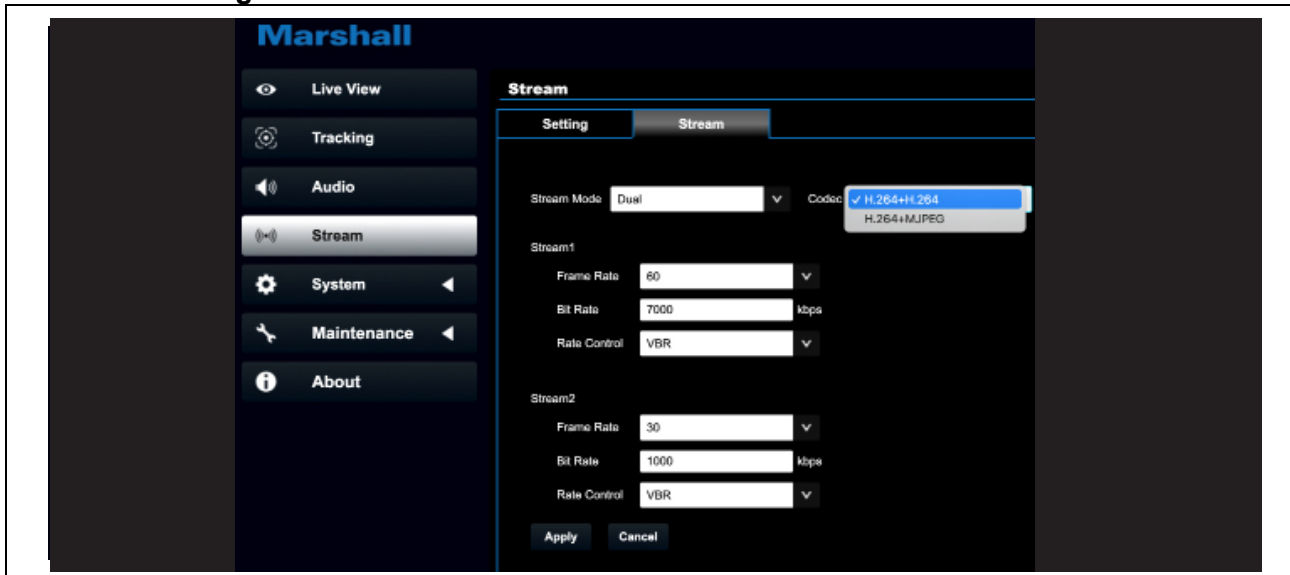 Marshall
Live View
Tracking
Audio
Stream
System
Maintenance
About
Stream
Setting Stream
Stream Mode Dual Codec ✓ H.264+H.264
H.264+MJPEG
Stream1
Frame Rate 60
Bit Rate 7000 kbps
Rate Control VBR
Stream2
Frame Rate 30
Bit Rate 1000 kbps
Rate Control VBR
Apply Cancel